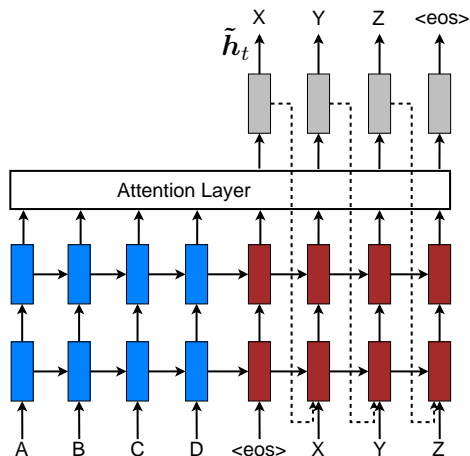 X Y Z <eos>
h̃ₜ
Attention Layer
A B C D <eos> X Y Z